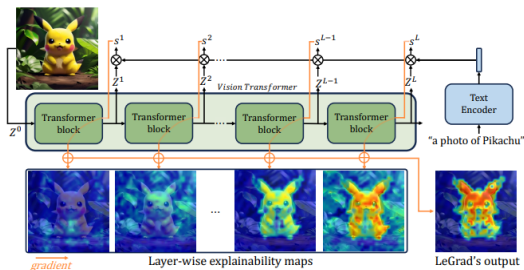 s¹ s² s^{L−1} s^L
Z¹ Z² Z^{L−1} Z^L
Vision Transformer
Z⁰
Transformer
block
Transformer
block
...
Transformer
block
Transformer
block
Text
Encoder
"a photo of Pikachu"
...
gradient
Layer-wise explainability maps
LeGrad's output